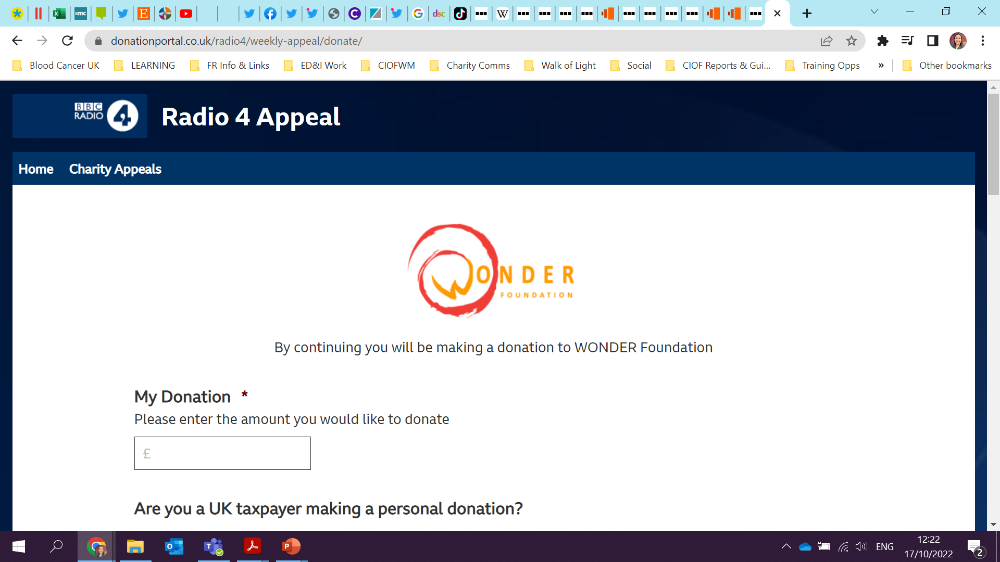 donationportal.co.uk/radio4/weekly-appeal/donate/
Blood Cancer UK LEARNING FR Info & Links ED&I Work CIOFWM Charity Comms Walk of Light Social CIOF Reports & Gui... Training Opps » Other bookmarks
BBC
RADIO 4
Radio 4 Appeal
Home Charity Appeals
WONDER
FOUNDATION
By continuing you will be making a donation to WONDER Foundation
My Donation *
Please enter the amount you would like to donate
£
Are you a UK taxpayer making a personal donation?
ENG
12:22
17/10/2022
2